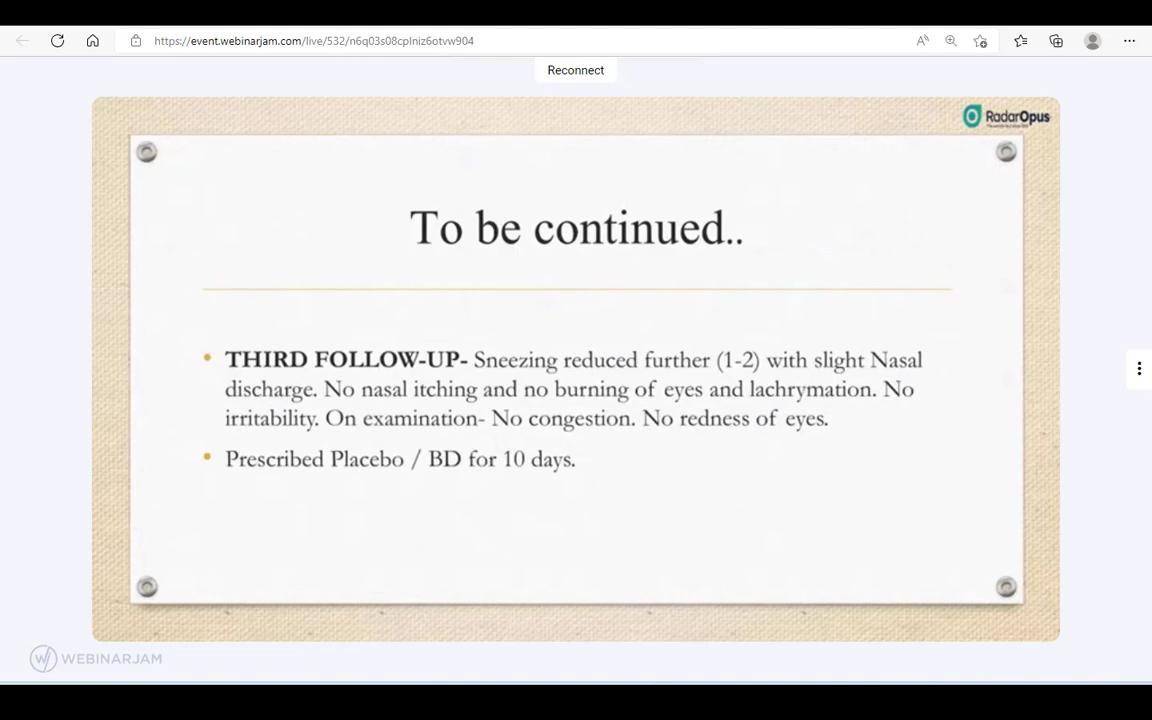 https://event.webinarjam.com/live/532/n6q03s08cplniz6otvw904
Reconnect
RadarOpus
To be continued..
• THIRD FOLLOW-UP- Sneezing reduced further (1-2) with slight Nasal
discharge. No nasal itching and no burning of eyes and lachrymation. No
irritability. On examination- No congestion. No redness of eyes.
• Prescribed Placebo / BD for 10 days.
WEBINARJAM